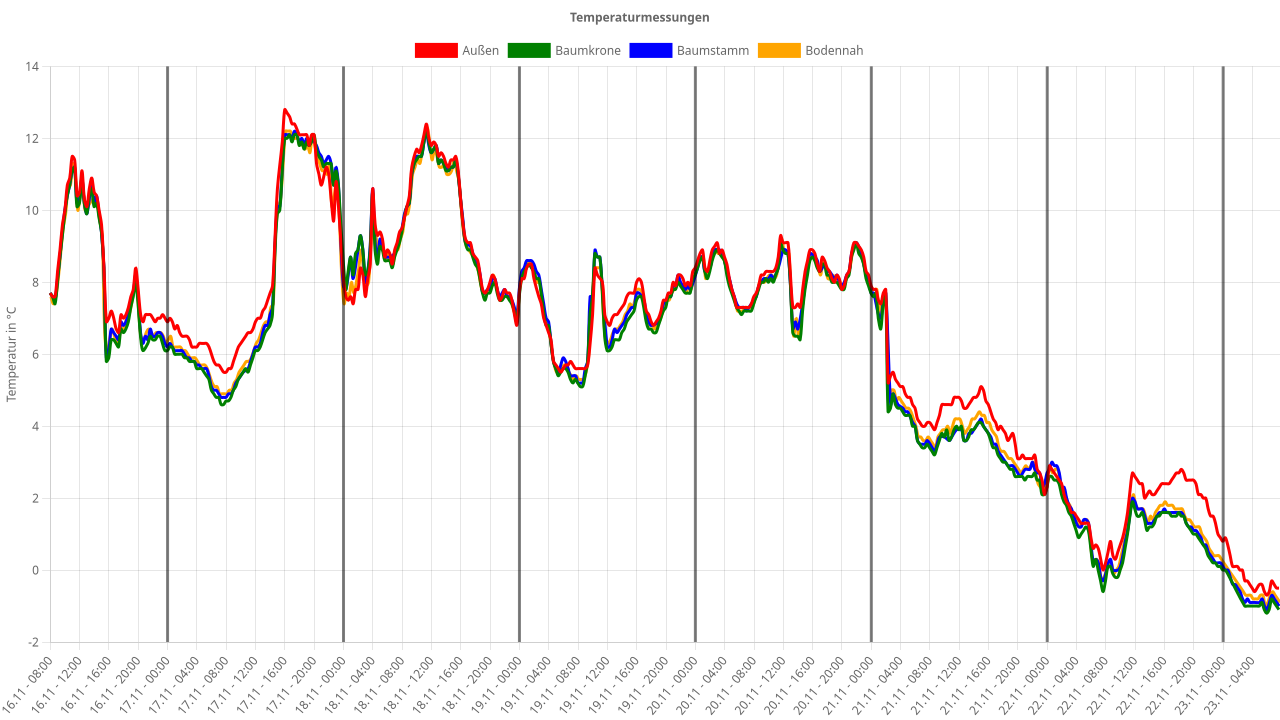 Temperaturmessungen
Außen Baumkrone Baumstamm Bodennah
14
12
10
8
6
4
2
0
-2
Temperatur in °C
16.11 - 08:00
16.11 - 12:00
16.11 - 16:00
16.11 - 20:00
17.11 - 00:00
17.11 - 04:00
17.11 - 08:00
17.11 - 12:00
17.11 - 16:00
17.11 - 20:00
18.11 - 00:00
18.11 - 04:00
18.11 - 08:00
18.11 - 12:00
18.11 - 16:00
18.11 - 20:00
19.11 - 00:00
19.11 - 04:00
19.11 - 08:00
19.11 - 12:00
19.11 - 16:00
19.11 - 20:00
20.11 - 00:00
20.11 - 04:00
20.11 - 08:00
20.11 - 12:00
20.11 - 16:00
20.11 - 20:00
21.11 - 00:00
21.11 - 04:00
21.11 - 08:00
21.11 - 12:00
21.11 - 16:00
21.11 - 20:00
22.11 - 00:00
22.11 - 04:00
22.11 - 08:00
22.11 - 12:00
22.11 - 16:00
22.11 - 20:00
23.11 - 00:00
23.11 - 04:00